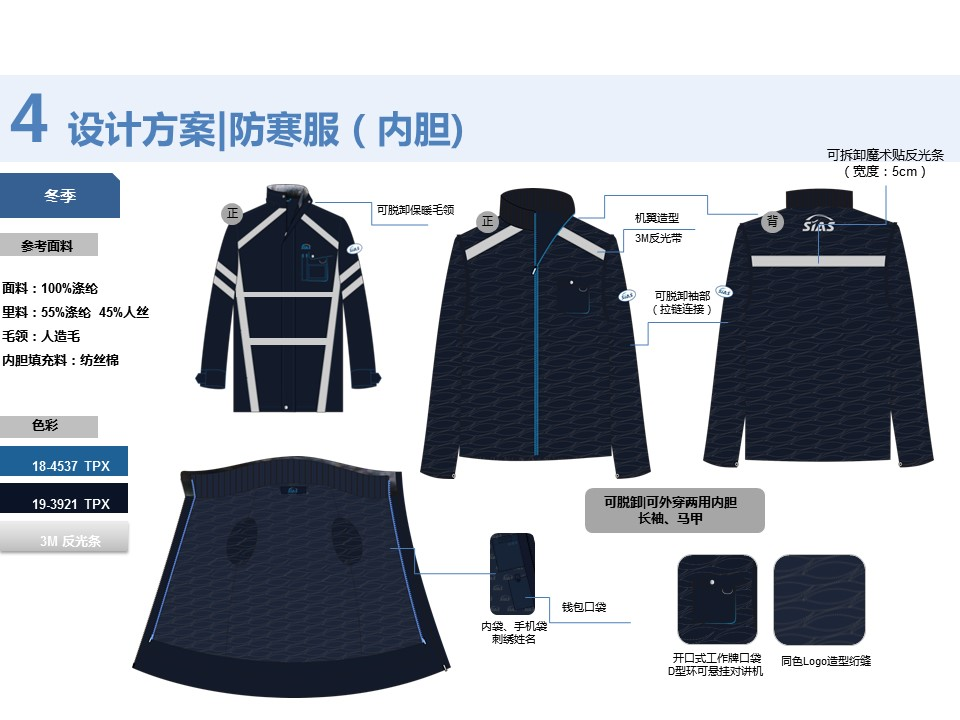 4 设计方案|防寒服（内胆)
可拆卸魔术贴反光条
（宽度：5cm）
冬季
正
可脱卸保暖毛领
正
机翼造型
3M反光带
背
SIAS
参考面料
SIAS
面料：100%涤纶
里料：55%涤纶 45%人丝
毛领：人造毛
内胆填充料：纺丝棉
可脱卸袖部
（拉链连接）
SIAS
SIAS
色彩
18-4537 TPX
19-3921 TPX
3M 反光条
SIAS
可脱卸|可外穿两用内胆
长袖、马甲
钱包口袋
内袋、手机袋
刺绣姓名
开口式工作牌口袋
D型环可悬挂对讲机
同色Logo造型绗缝